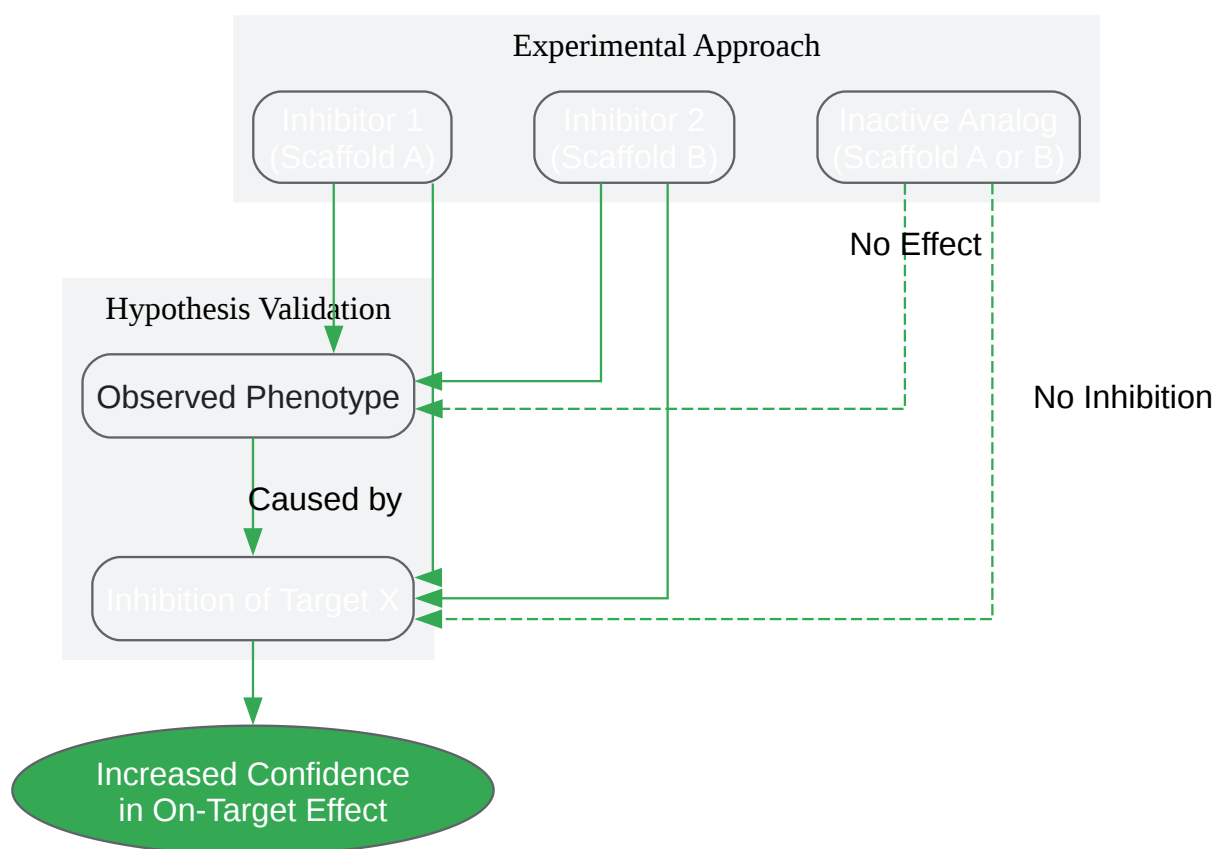 Experimental Approach
Inhibitor 1
(Scaffold A)
Inhibitor 2
(Scaffold B)
Inactive Analog
(Scaffold A or B)
No Effect
Hypothesis Validation
Observed Phenotype
No Inhibition
Caused by
Inhibition of Target X
Increased Confidence
in On-Target Effect